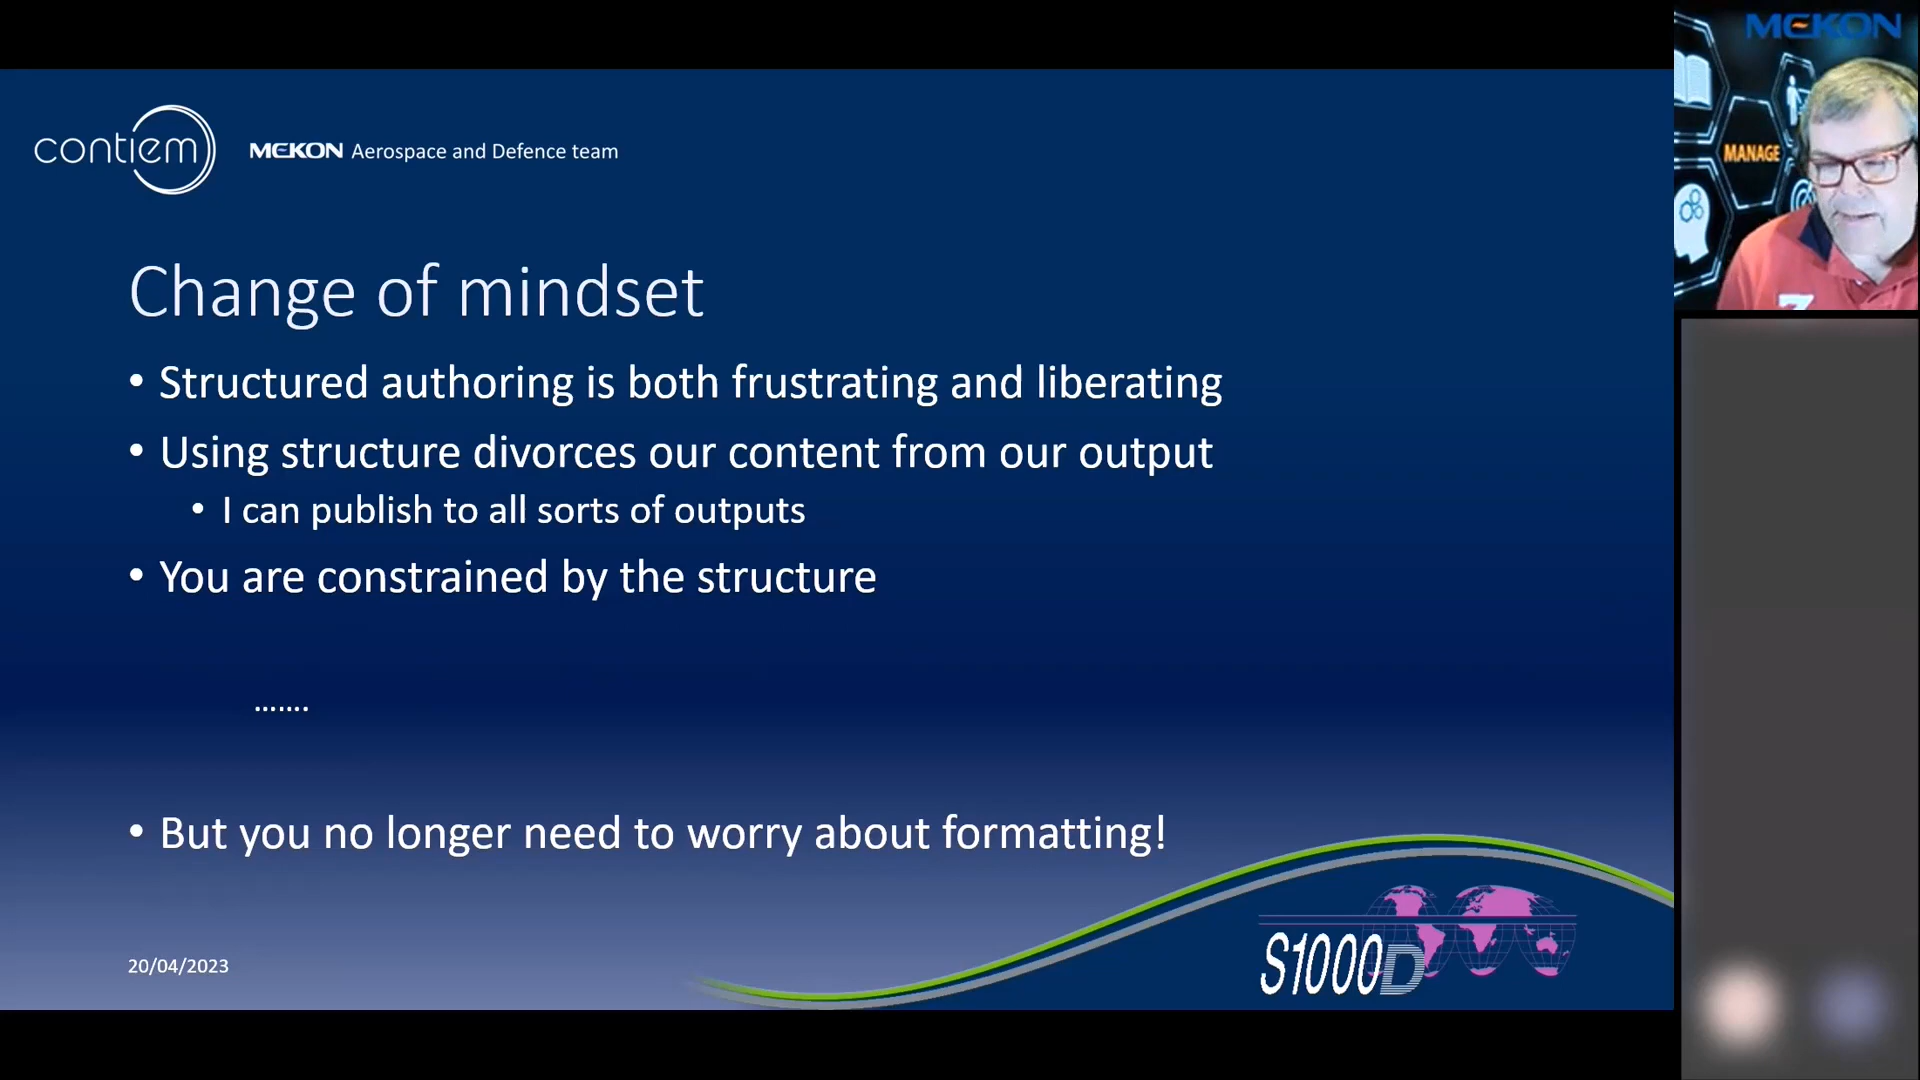 MEKON
contiem
MEKON Aerospace and Defence team
MANAGE
Change of mindset
• Structured authoring is both frustrating and liberating
• Using structure divorces our content from our output
• I can publish to all sorts of outputs
• You are constrained by the structure
.......
• But you no longer need to worry about formatting!
20/04/2023
S1000D